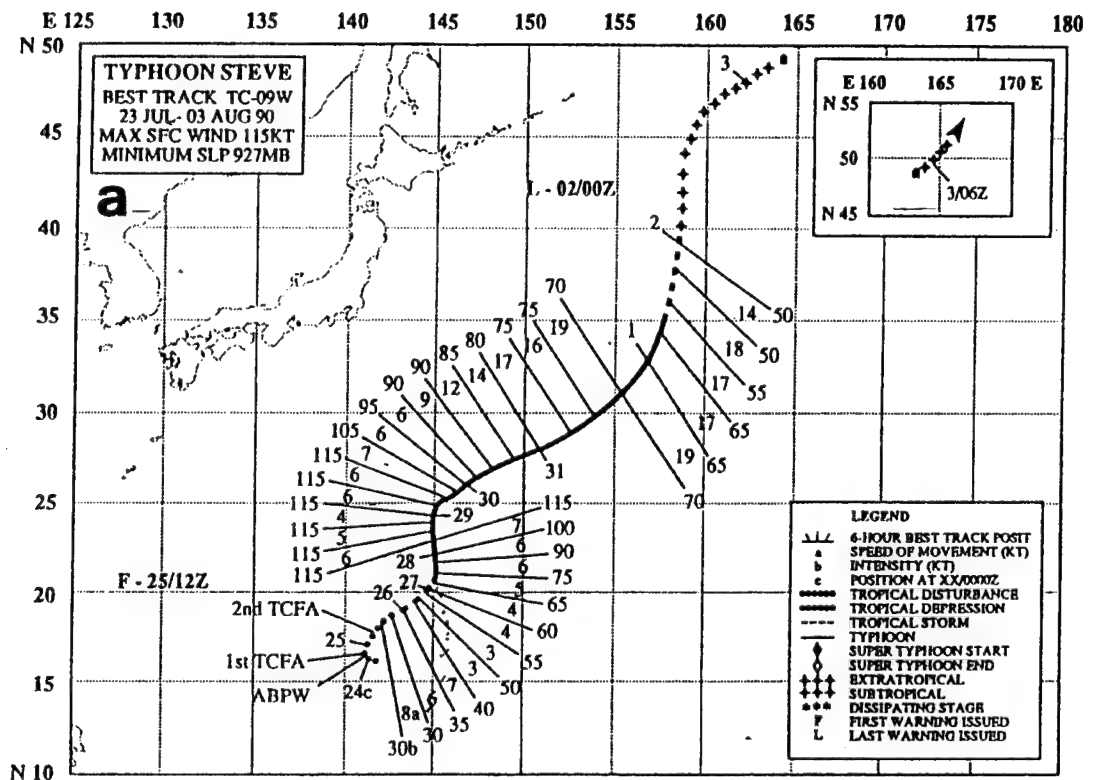 E 125 130 135 140 145 150 155 160 165 170 175 180
N 50
TYPHOON STEVE
BEST TRACK TC-09W
23 JUL- 03 AUG 90
MAX SFC WIND 115KT
MINIMUM SLP 927MB
a
3
E 160 165 170 E
N 55
50
N 45
3/06Z
45
L - 02/00Z
40
2
70
75
19
75
16
80
17
85
14
90
12
90
9
95
6
105
6
115
7
115
6
115
6
115
4
115
5
115
6
1
14 50
18 50
17 55
17 65
19 65
70
35
30
25
20
15
N 10
31
30
29
28
27
26
25
24c
115
7 100
6 90
6 75
5 65
4 60
4 55
3 50
3 40
7 35
6 30
8a
30b
F - 25/12Z
2nd TCFA
1st TCFA
ABPW
LEGEND
6-HOUR BEST TRACK POSIT
a SPEED OF MOVEMENT (KT)
b INTENSITY (KT)
c POSITION AT XX/0000Z
TROPICAL DISTURBANCE
TROPICAL DEPRESSION
TROPICAL STORM
TYPHOON
SUPER TYPHOON START
SUPER TYPHOON END
EXTRATROPICAL
SUBTROPICAL
DISSIPATING STAGE
F FIRST WARNING ISSUED
L LAST WARNING ISSUED